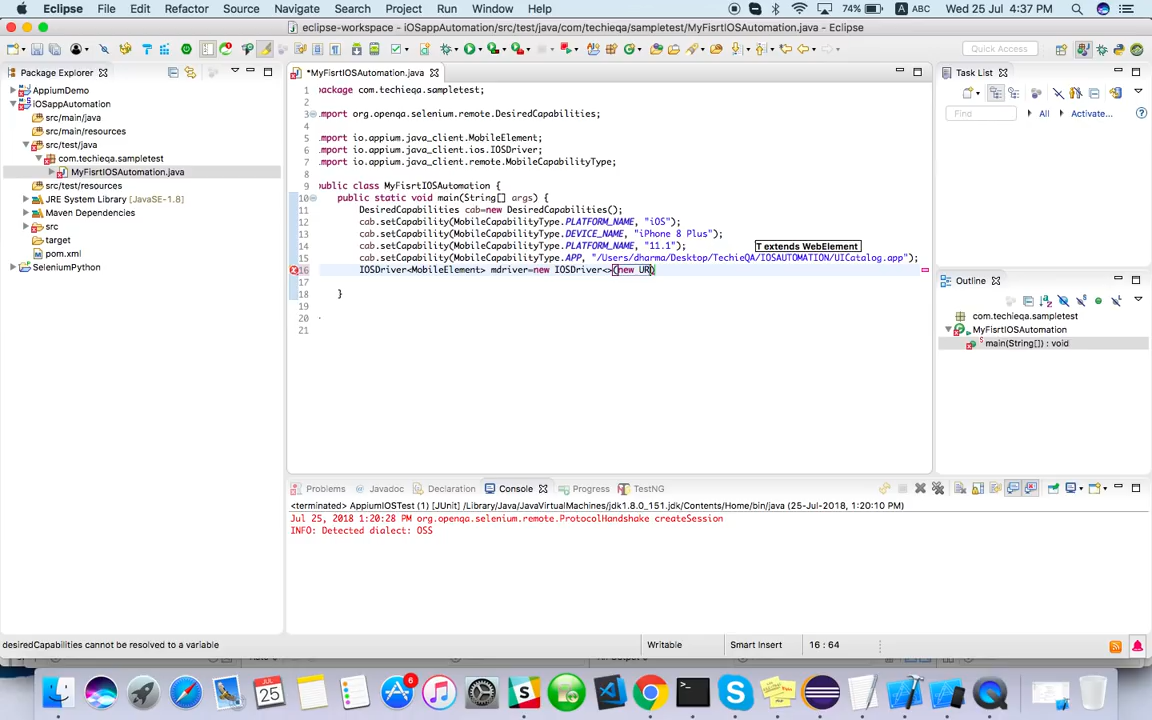 Eclipse File Edit Source Refactor Navigate Search Project Run Window Help 74% ABC Wed 25 Jul 4:37 PM
eclipse-workspace - iOSappAutomation/src/test/java/com/techieqa/sampletest/MyFisrtIOSAutomation.java - Eclipse
Quick Access
Package Explorer
AppiumDemo
iOSappAutomation
src/main/java
src/main/resources
src/test/java
com.techieqa.sampletest
MyFisrtIOSAutomation.java
src/test/resources
JRE System Library [JavaSE-1.8]
Maven Dependencies
src
target
pom.xml
SeleniumPython
*MyFisrtIOSAutomation.java
1 package com.techieqa.sampletest;
2
3 import org.openqa.selenium.remote.DesiredCapabilities;
5 import io.appium.java_client.MobileElement;
6 import io.appium.java_client.ios.IOSDriver;
7 import io.appium.java_client.remote.MobileCapabilityType;
8
9 public class MyFisrtIOSAutomation {
10 public static void main(String[] args) {
11 DesiredCapabilities cab=new DesiredCapabilities();
12 cab.setCapability(MobileCapabilityType.PLATFORM_NAME, "iOS");
13 cab.setCapability(MobileCapabilityType.DEVICE_NAME, "iPhone 8 Plus");
14 cab.setCapability(MobileCapabilityType.PLATFORM_NAME, "11.1");
T extends WebElement
15 cab.setCapability(MobileCapabilityType.APP, "/Users/dharma/Desktop/TechieQA/IOSAUTOMATION/UICatalog.app");
16 IOSDriver<MobileElement> mdriver=new IOSDriver<>(new UR)
17
18 }
19
20
21
Task List
Find All Activate...
Outline
com.techieqa.sampletest
MyFisrtIOSAutomation
main(String[]) : void
Problems Javadoc Declaration Console Progress TestNG
<terminated> AppiumIOSTest (1) [JUnit] /Library/Java/JavaVirtualMachines/jdk1.8.0_151.jdk/Contents/Home/bin/java (25-Jul-2018, 1:20:10 PM)
Jul 25, 2018 1:20:28 PM org.openqa.selenium.remote.ProtocolHandshake createSession
INFO: Detected dialect: OSS
desiredCapabilities cannot be resolved to a variable Writable Smart Insert 16 : 64
25
6